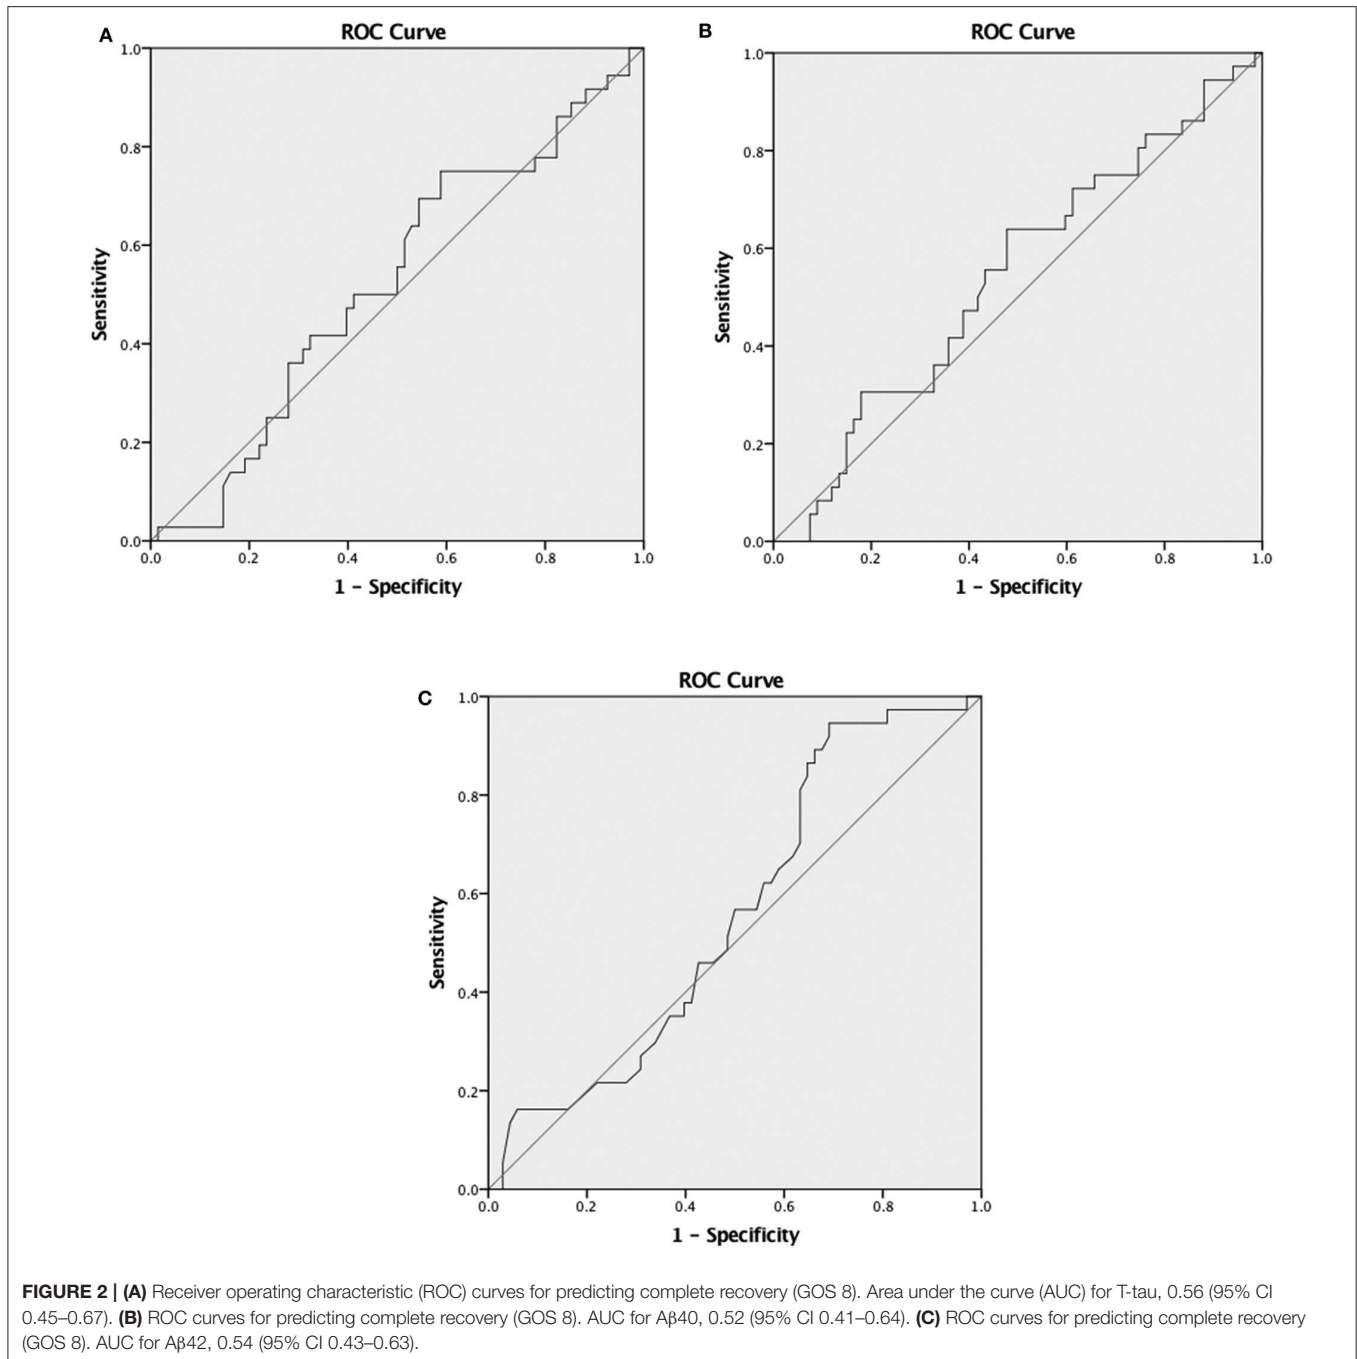 A
ROC Curve
1.0
0.8
0.6
0.4
0.2
0.0
Sensitivity
0.0 0.2 0.4 0.6 0.8 1.0
1 – Specificity
B
ROC Curve
1.0
0.8
0.6
0.4
0.2
0.0
Sensitivity
0.0 0.2 0.4 0.6 0.8 1.0
1 – Specificity
C
ROC Curve
1.0
0.8
0.6
0.4
0.2
0.0
Sensitivity
0.0 0.2 0.4 0.6 0.8 1.0
1 – Specificity
FIGURE 2 | (A) Receiver operating characteristic (ROC) curves for predicting complete recovery (GOS 8). Area under the curve (AUC) for T-tau, 0.56 (95% CI
0.45–0.67). (B) ROC curves for predicting complete recovery (GOS 8). AUC for Aβ40, 0.52 (95% CI 0.41–0.64). (C) ROC curves for predicting complete recovery
(GOS 8). AUC for Aβ42, 0.54 (95% CI 0.43–0.63).